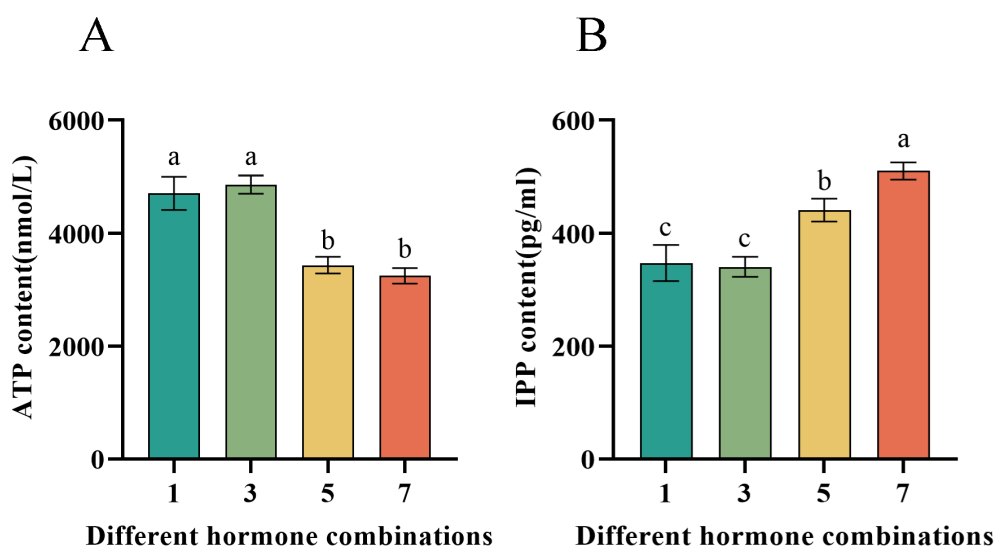 A
ATP content(nmol/L)
6000
4000
2000
0
a
a
b
b
1 3 5 7
Different hormone combinations
B
IPP content(pg/ml)
600
400
200
0
c
c
b
a
1 3 5 7
Different hormone combinations